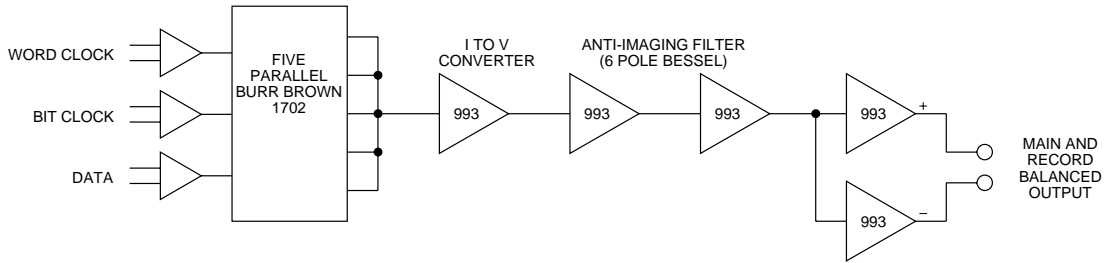 WORD CLOCK
BIT CLOCK
DATA
FIVE
PARALLEL
BURR BROWN
1702
I TO V
CONVERTER
993
ANTI-IMAGING FILTER
(6 POLE BESSEL)
993
993
993
+
993
–
MAIN AND
RECORD
BALANCED
OUTPUT